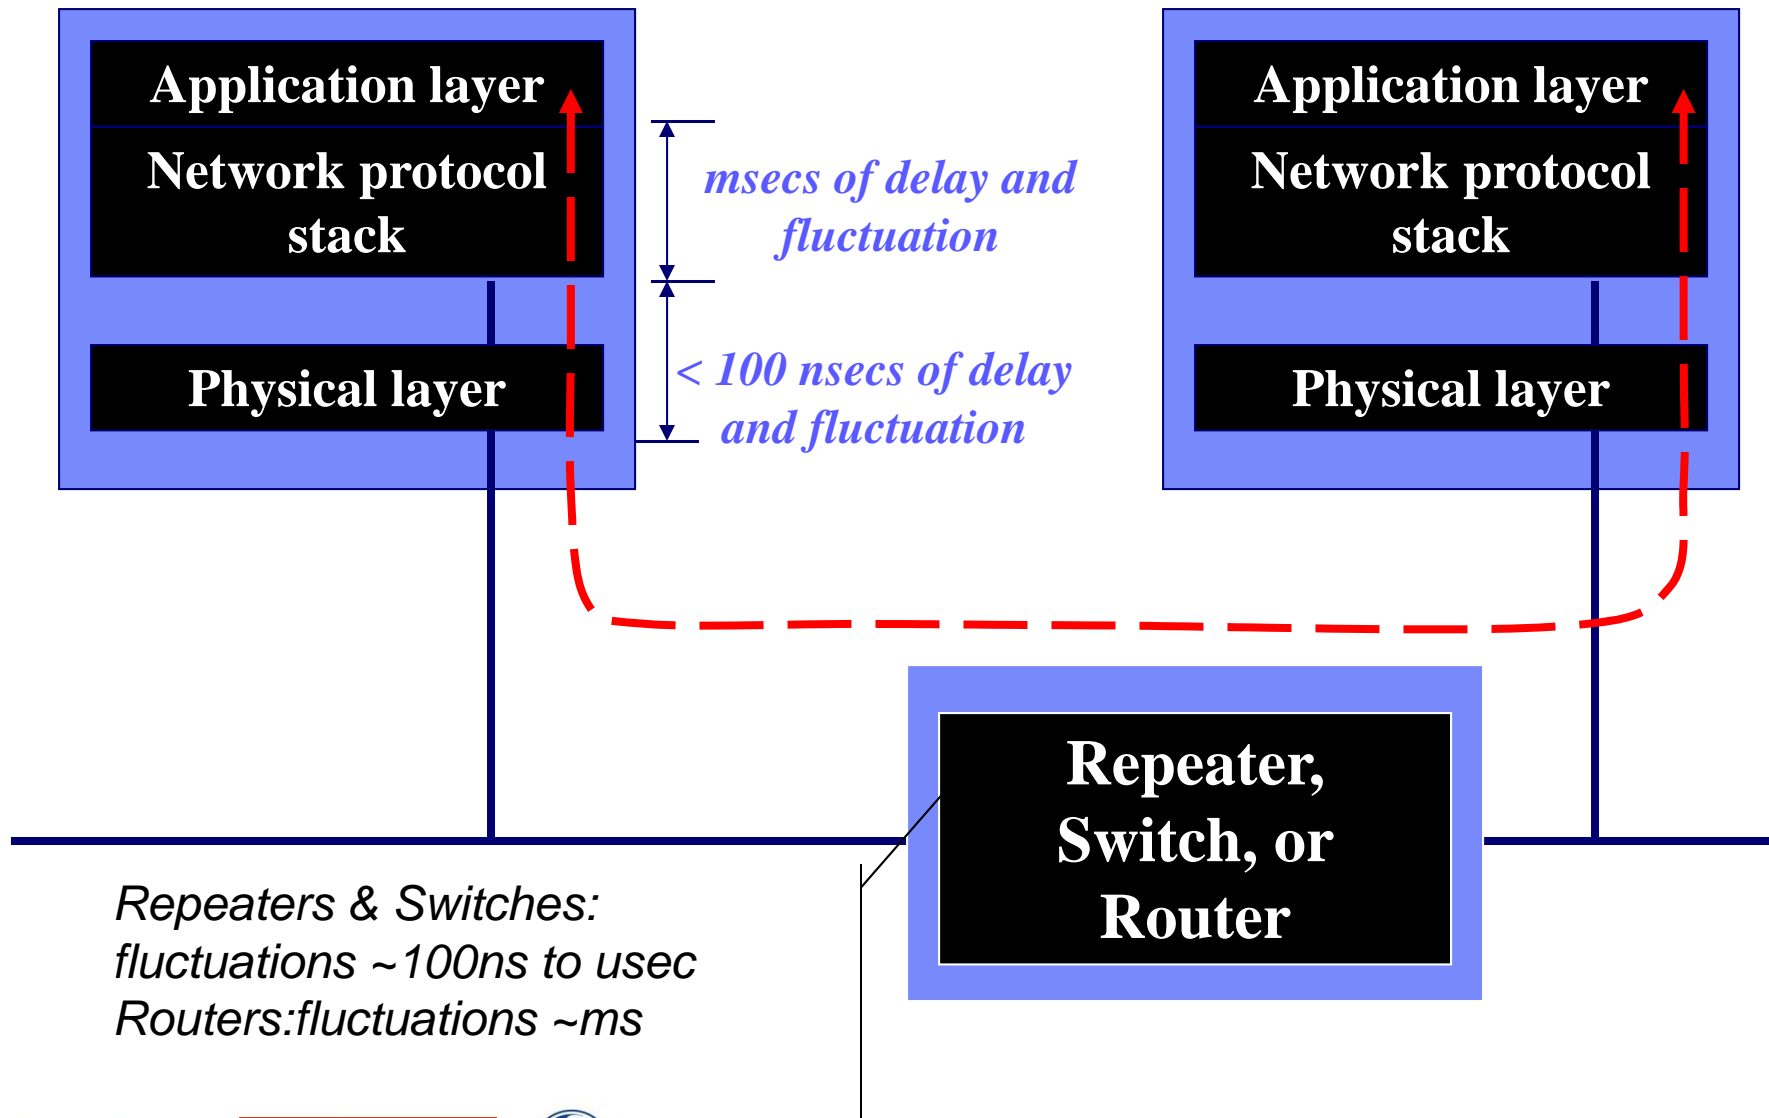 Application layer
Network protocol
stack
Physical layer
msecs of delay and
fluctuation
< 100 nsecs of delay
and fluctuation
Application layer
Network protocol
stack
Physical layer
Repeater,
Switch, or
Router
Repeaters & Switches:
fluctuations ~100ns to usec
Routers:fluctuations ~ms